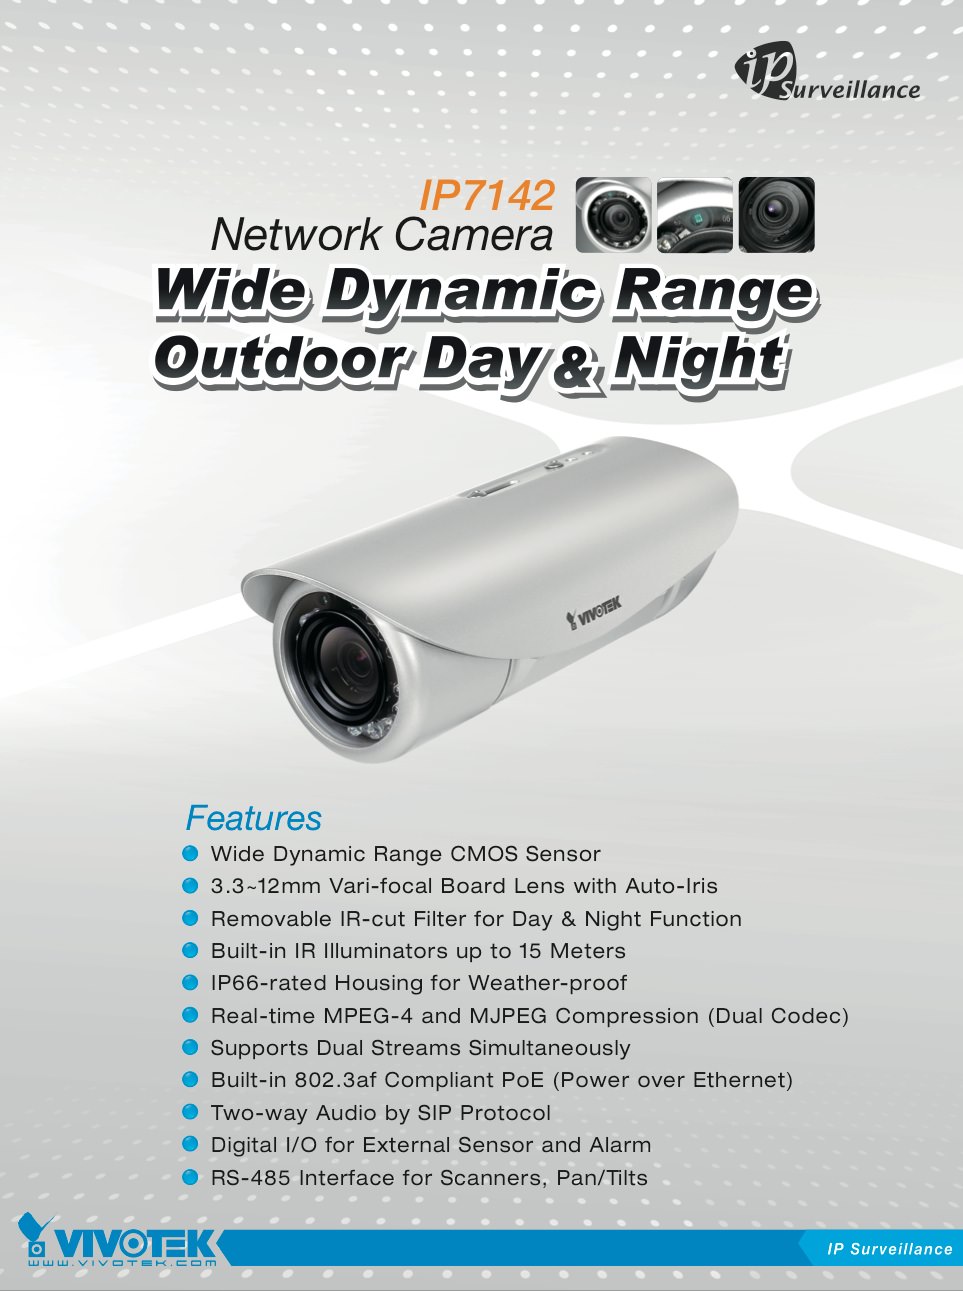 ip Surveillance
IP7142
Network Camera
Wide Dynamic Range
Outdoor Day & Night
VIVOTEK
Features
Wide Dynamic Range CMOS Sensor
3.3~12mm Vari-focal Board Lens with Auto-Iris
Removable IR-cut Filter for Day & Night Function
Built-in IR Illuminators up to 15 Meters
IP66-rated Housing for Weather-proof
Real-time MPEG-4 and MJPEG Compression (Dual Codec)
Supports Dual Streams Simultaneously
Built-in 802.3af Compliant PoE (Power over Ethernet)
Two-way Audio by SIP Protocol
Digital I/O for External Sensor and Alarm
RS-485 Interface for Scanners, Pan/Tilts
VIVOTEK
www.vivotek.com
IP Surveillance